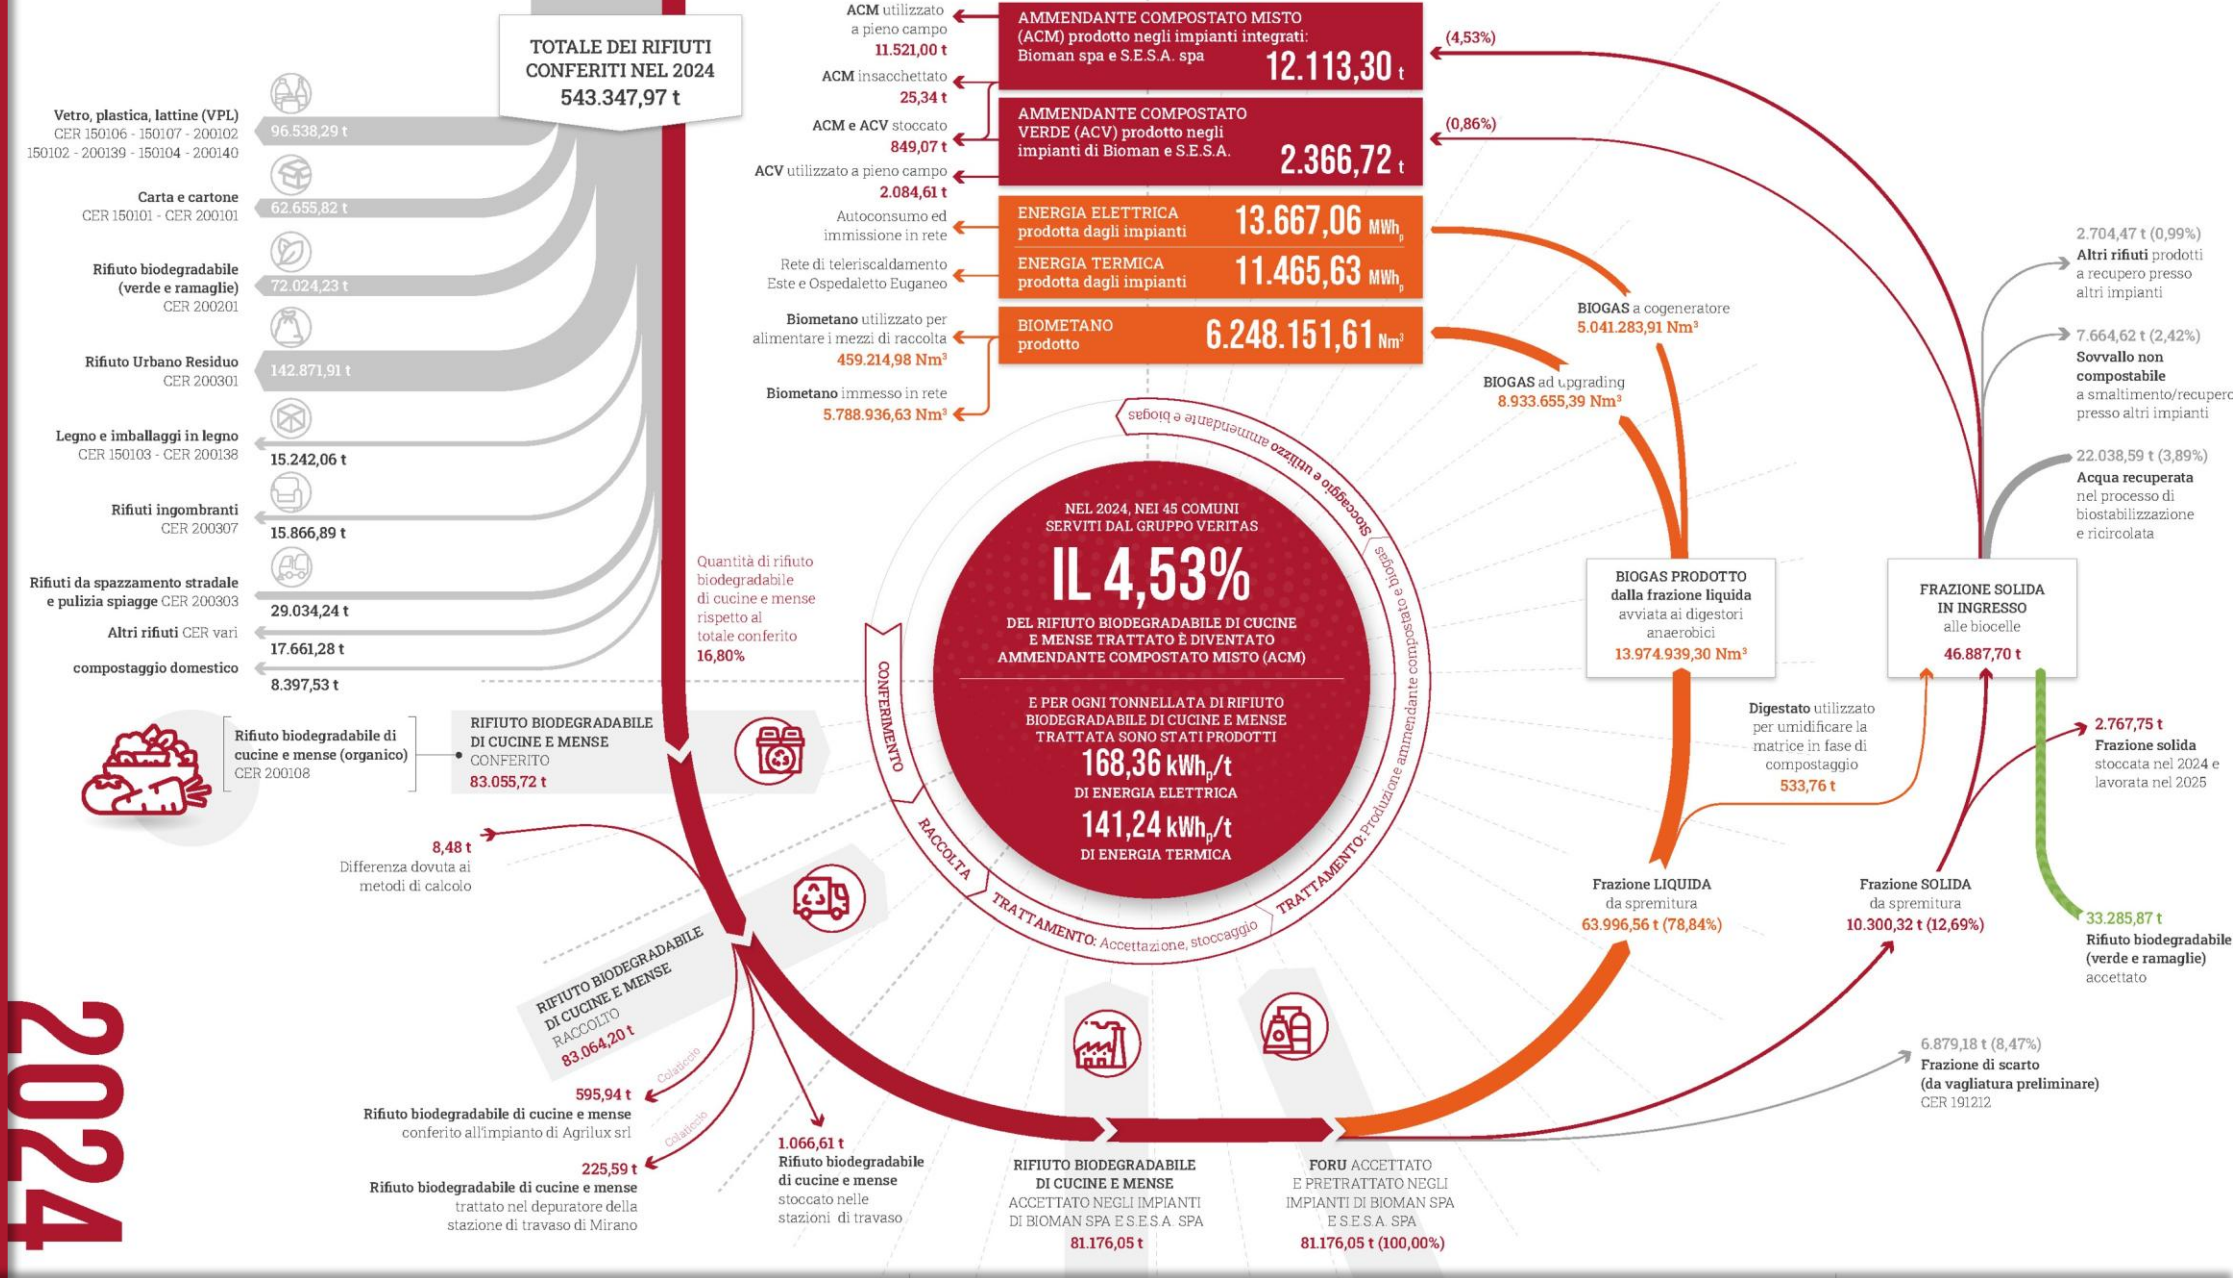 TOTALE DEI RIFIUTI
CONFERITI NEL 2024
543.347,97 t
Vetro, plastica, lattine (VPL)
CER 150106 - 150107 - 200102
150102 - 200139 - 150104 - 200140
96.538,29 t
Carta e cartone
CER 150101 - CER 200101
62.655,82 t
Rifiuto biodegradabile
(verde e ramaglie)
CER 200201
72.024,23 t
Rifiuto Urbano Residuo
CER 200301
142.871,91 t
Legno e imballaggi in legno
CER 150103 - CER 200138
15.242,06 t
Rifiuti ingombranti
CER 200307
15.866,89 t
Rifiuti da spazzamento stradale
e pulizia spiagge CER 200303
29.034,24 t
Altri rifiuti CER vari
17.661,28 t
compostaggio domestico
8.397,53 t
Quantità di rifiuto
biodegradabile
di cucine e mense
rispetto al
totale conferito
16,80%
Rifiuto biodegradabile di
cucine e mense (organico)
CER 200108
RIFIUTO BIODEGRADABILE
DI CUCINE E MENSE
CONFERITO
83.055,72 t
8,48 t
Differenza dovuta ai
metodi di calcolo
RIFIUTO BIODEGRADABILE
DI CUCINE E MENSE
RACCOLTO
83.064,20 t
Colaticcio
595,94 t
Rifiuto biodegradabile di cucine e mense
conferito all'impianto di Agrilux srl
Colaticcio
225,59 t
Rifiuto biodegradabile di cucine e mense
trattato nel depuratore della
stazione di travaso di Mirano
1.066,61 t
Rifiuto biodegradabile
di cucine e mense
stoccato nelle
stazioni di travaso
2024
ACM utilizzato
a pieno campo
11.521,00 t
ACM insacchettato
25,34 t
ACM e ACV stoccato
849,07 t
ACV utilizzato a pieno campo
2.084,61 t
Autoconsumo ed
immissione in rete
Rete di teleriscaldamento
Este e Ospedaletto Euganeo
Biometano utilizzato per
alimentare i mezzi di raccolta
459.214,98 Nm³
Biometano immesso in rete
5.788.936,63 Nm³
AMMENDANTE COMPOSTATO MISTO
(ACM) prodotto negli impianti integrati:
Bioman spa e S.E.S.A. spa
12.113,30 t
(4,53%)
AMMENDANTE COMPOSTATO
VERDE (ACV) prodotto negli
impianti di Bioman e S.E.S.A.
2.366,72 t
(0,86%)
ENERGIA ELETTRICA
prodotta dagli impianti
13.667,06 MWhp
ENERGIA TERMICA
prodotta dagli impianti
11.465,63 MWhp
BIOMETANO
prodotto
6.248.151,61 Nm³
CONFERIMENTO
RACCOLTA
TRATTAMENTO: Accettazione, stoccaggio
TRATTAMENTO: Produzione ammendante compostato e biogas
Stoccaggio e utilizzo ammendante e biogas
NEL 2024, NEI 45 COMUNI
SERVITI DAL GRUPPO VERITAS
IL 4,53%
DEL RIFIUTO BIODEGRADABILE DI CUCINE
E MENSE TRATTATO È DIVENTATO
AMMENDANTE COMPOSTATO MISTO (ACM)
E PER OGNI TONNELLATA DI RIFIUTO
BIODEGRADABILE DI CUCINE E MENSE
TRATTATA SONO STATI PRODOTTI
168,36 kWhp/t
DI ENERGIA ELETTRICA
141,24 kWhp/t
DI ENERGIA TERMICA
RIFIUTO BIODEGRADABILE
DI CUCINE E MENSE
ACCETTATO NEGLI IMPIANTI
DI BIOMAN SPA E S.E.S.A. SPA
81.176,05 t
FORU ACCETTATO
E PRETRATTATO NEGLI
IMPIANTI DI BIOMAN SPA
E S.E.S.A. SPA
81.176,05 t (100,00%)
BIOGAS a cogeneratore
5.041.283,91 Nm³
BIOGAS ad upgrading
8.933.655,39 Nm³
BIOGAS PRODOTTO
dalla frazione liquida
avviata ai digestori
anaerobici
13.974.939,30 Nm³
Digestato utilizzato
per umidificare la
matrice in fase di
compostaggio
533,76 t
Frazione LIQUIDA
da spremitura
63.996,56 t (78,84%)
Frazione SOLIDA
da spremitura
10.300,32 t (12,69%)
FRAZIONE SOLIDA
IN INGRESSO
alle biocelle
46.887,70 t
2.704,47 t (0,99%)
Altri rifiuti prodotti
a recupero presso
altri impianti
7.664,62 t (2,42%)
Sovvallo non
compostabile
a smaltimento/recupero
presso altri impianti
22.038,59 t (3,89%)
Acqua recuperata
nel processo di
biostabilizzazione
e ricircolata
2.767,75 t
Frazione solida
stoccata nel 2024 e
lavorata nel 2025
33.285,87 t
Rifiuto biodegradabile
(verde e ramaglie)
accettato
6.879,18 t (8,47%)
Frazione di scarto
(da vagliatura preliminare)
CER 191212